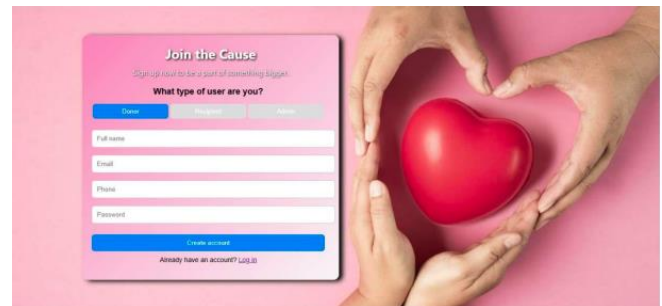 Join the Cause
Sign up now to be a part of something bigger.
What type of user are you?
Donor Recipient Admin
Full name
Email
Phone
Password
Create account
Already have an account? Log in